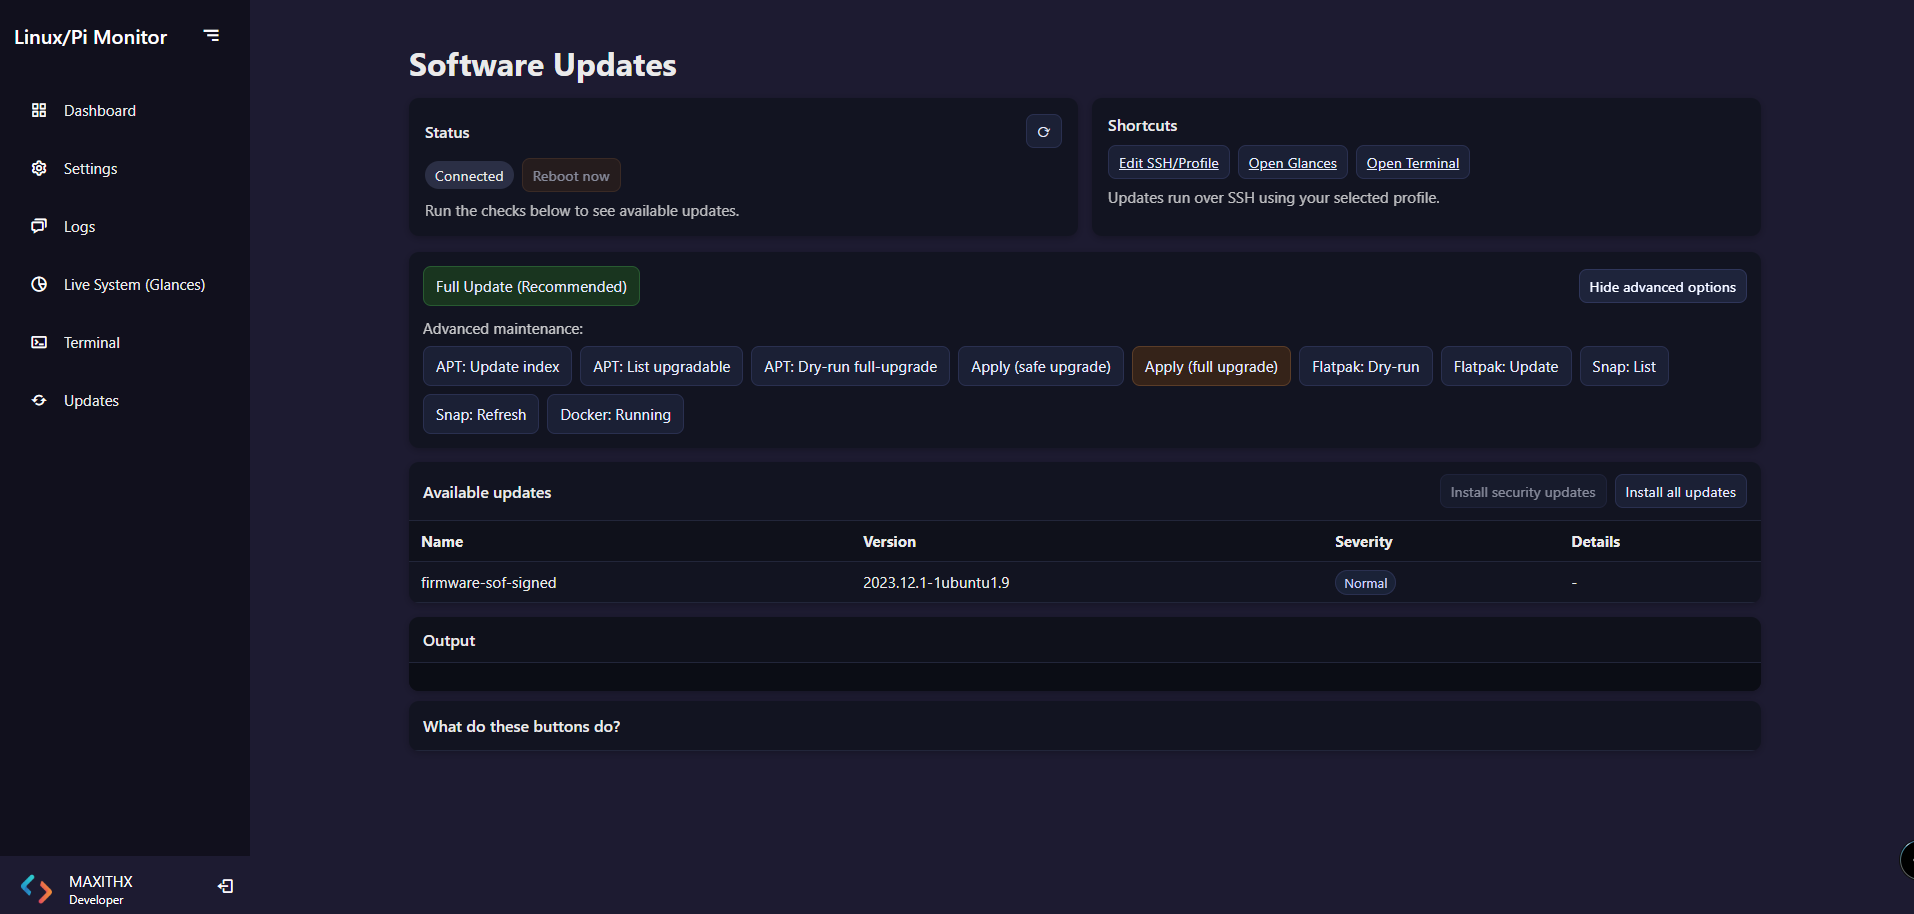 Linux/Pi Monitor
Dashboard
Settings
Logs
Live System (Glances)
Terminal
Updates
MAXITHX
Developer
Software Updates
Status
Connected
Reboot now
Run the checks below to see available updates.
Shortcuts
Edit SSH/Profile
Open Glances
Open Terminal
Updates run over SSH using your selected profile.
Full Update (Recommended)
Hide advanced options
Advanced maintenance:
APT: Update index
APT: List upgradable
APT: Dry-run full-upgrade
Apply (safe upgrade)
Apply (full upgrade)
Flatpak: Dry-run
Flatpak: Update
Snap: List
Snap: Refresh
Docker: Running
Available updates
Install security updates
Install all updates
Name Version Severity Details
firmware-sof-signed 2023.12.1-1ubuntu1.9 Normal -
Output
What do these buttons do?